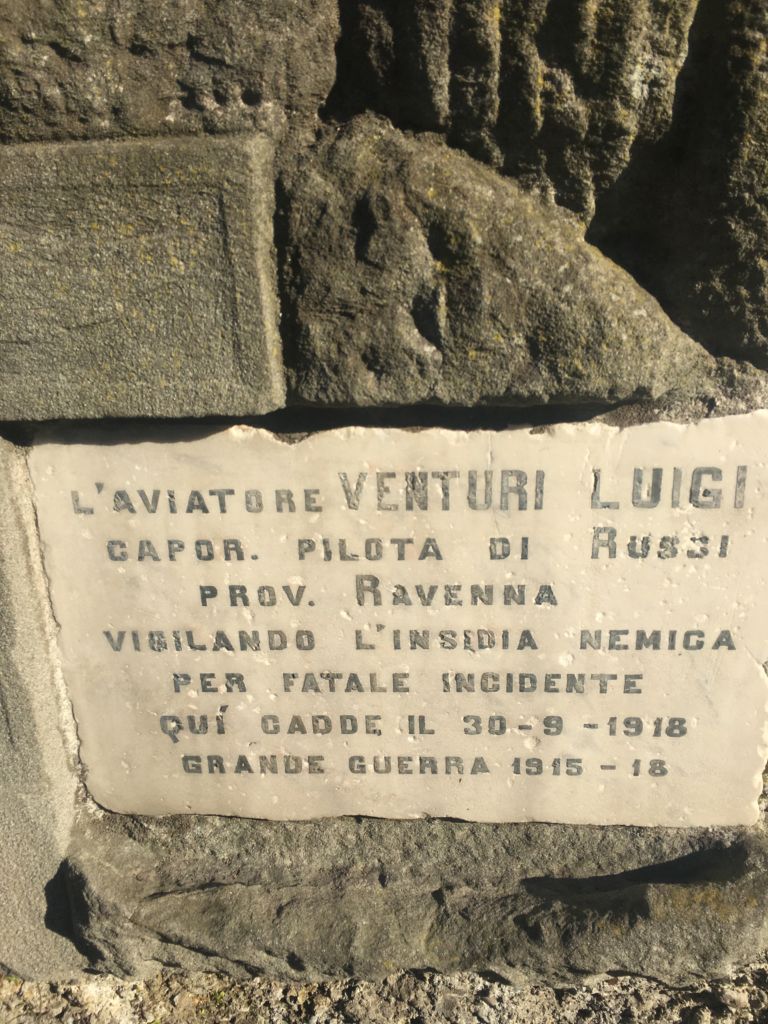 L'AVIATORE VENTURI LUIGI
CAPOR. PILOTA DI RUSSI
PROV. RAVENNA
VIGILANDO L'INSIDIA NEMICA
PER FATALE INCIDENTE
QUÍ CADDE IL 30-9-1918
GRANDE GUERRA 1915-18